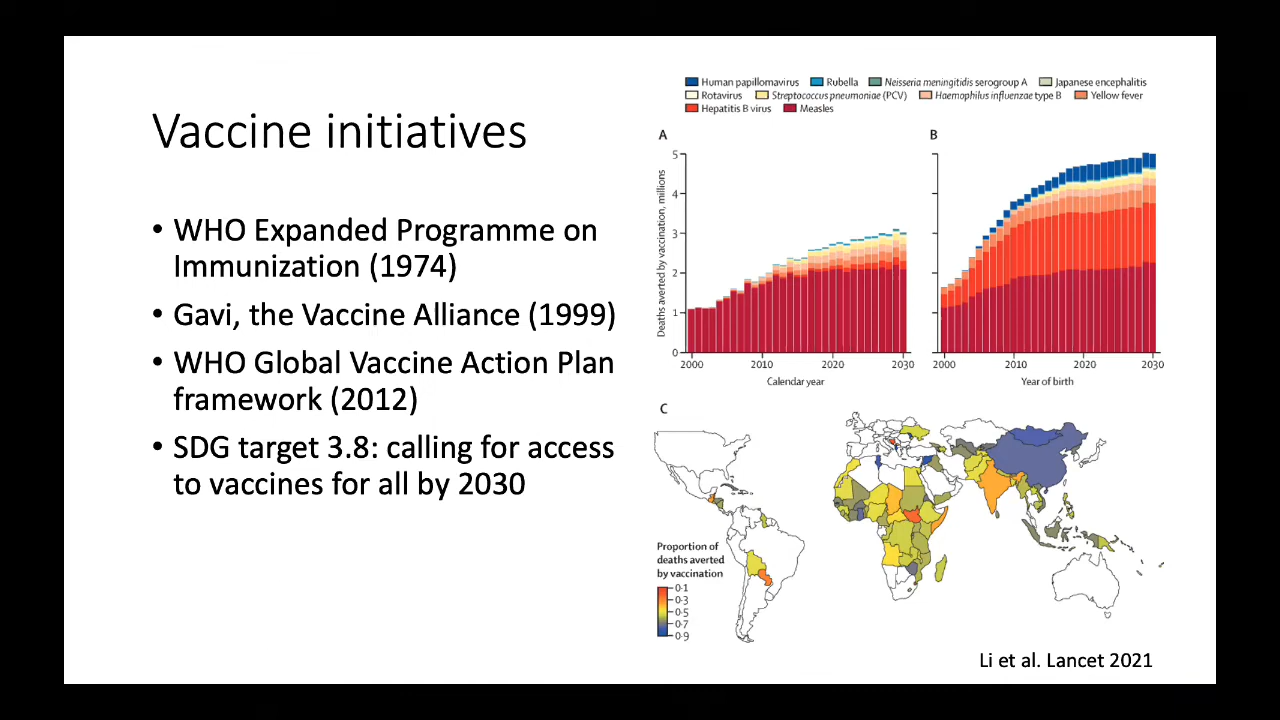 Vaccine initiatives
• WHO Expanded Programme on
Immunization (1974)
• Gavi, the Vaccine Alliance (1999)
• WHO Global Vaccine Action Plan
framework (2012)
• SDG target 3.8: calling for access
to vaccines for all by 2030
Human papillomavirus Rubella Neisseria meningitidis serogroup A Japanese encephalitis
Rotavirus Streptococcus pneumoniae (PCV) Haemophilus influenzae type B Yellow fever
Hepatitis B virus Measles
A
Deaths averted by vaccination, millions
5
4
3
2
1
0
2000 2010 2020 2030
Calendar year
B
2000 2010 2020 2030
Year of birth
C
Proportion of
deaths averted
by vaccination
0·1
0·3
0·5
0·7
0·9
Li et al. Lancet 2021